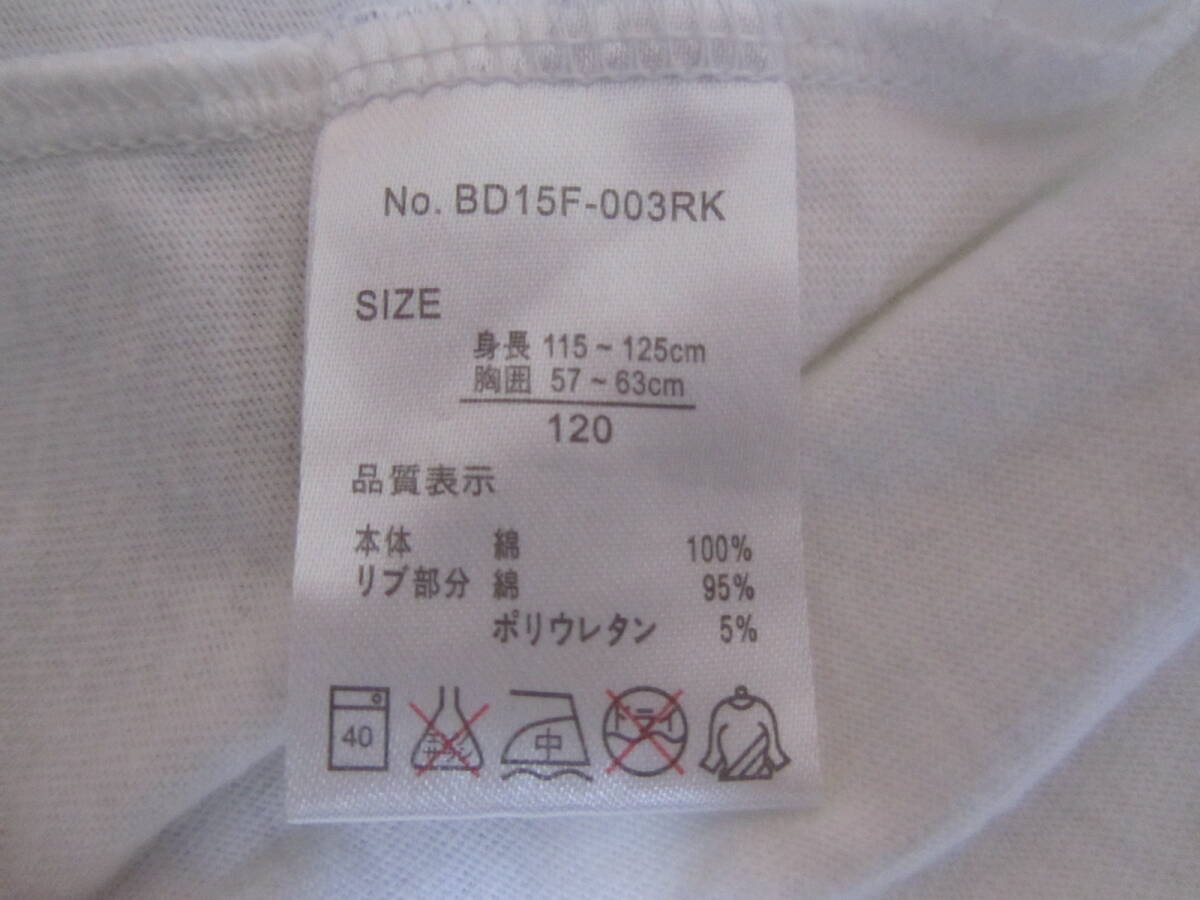 No. BD15F-003RK
SIZE
身長 115 ~ 125cm
胸囲 57 ~ 63cm
120
品質表示
本体 綿 100%
リブ部分 綿 95%
ポリウレタン 5%
40 中 ドライ